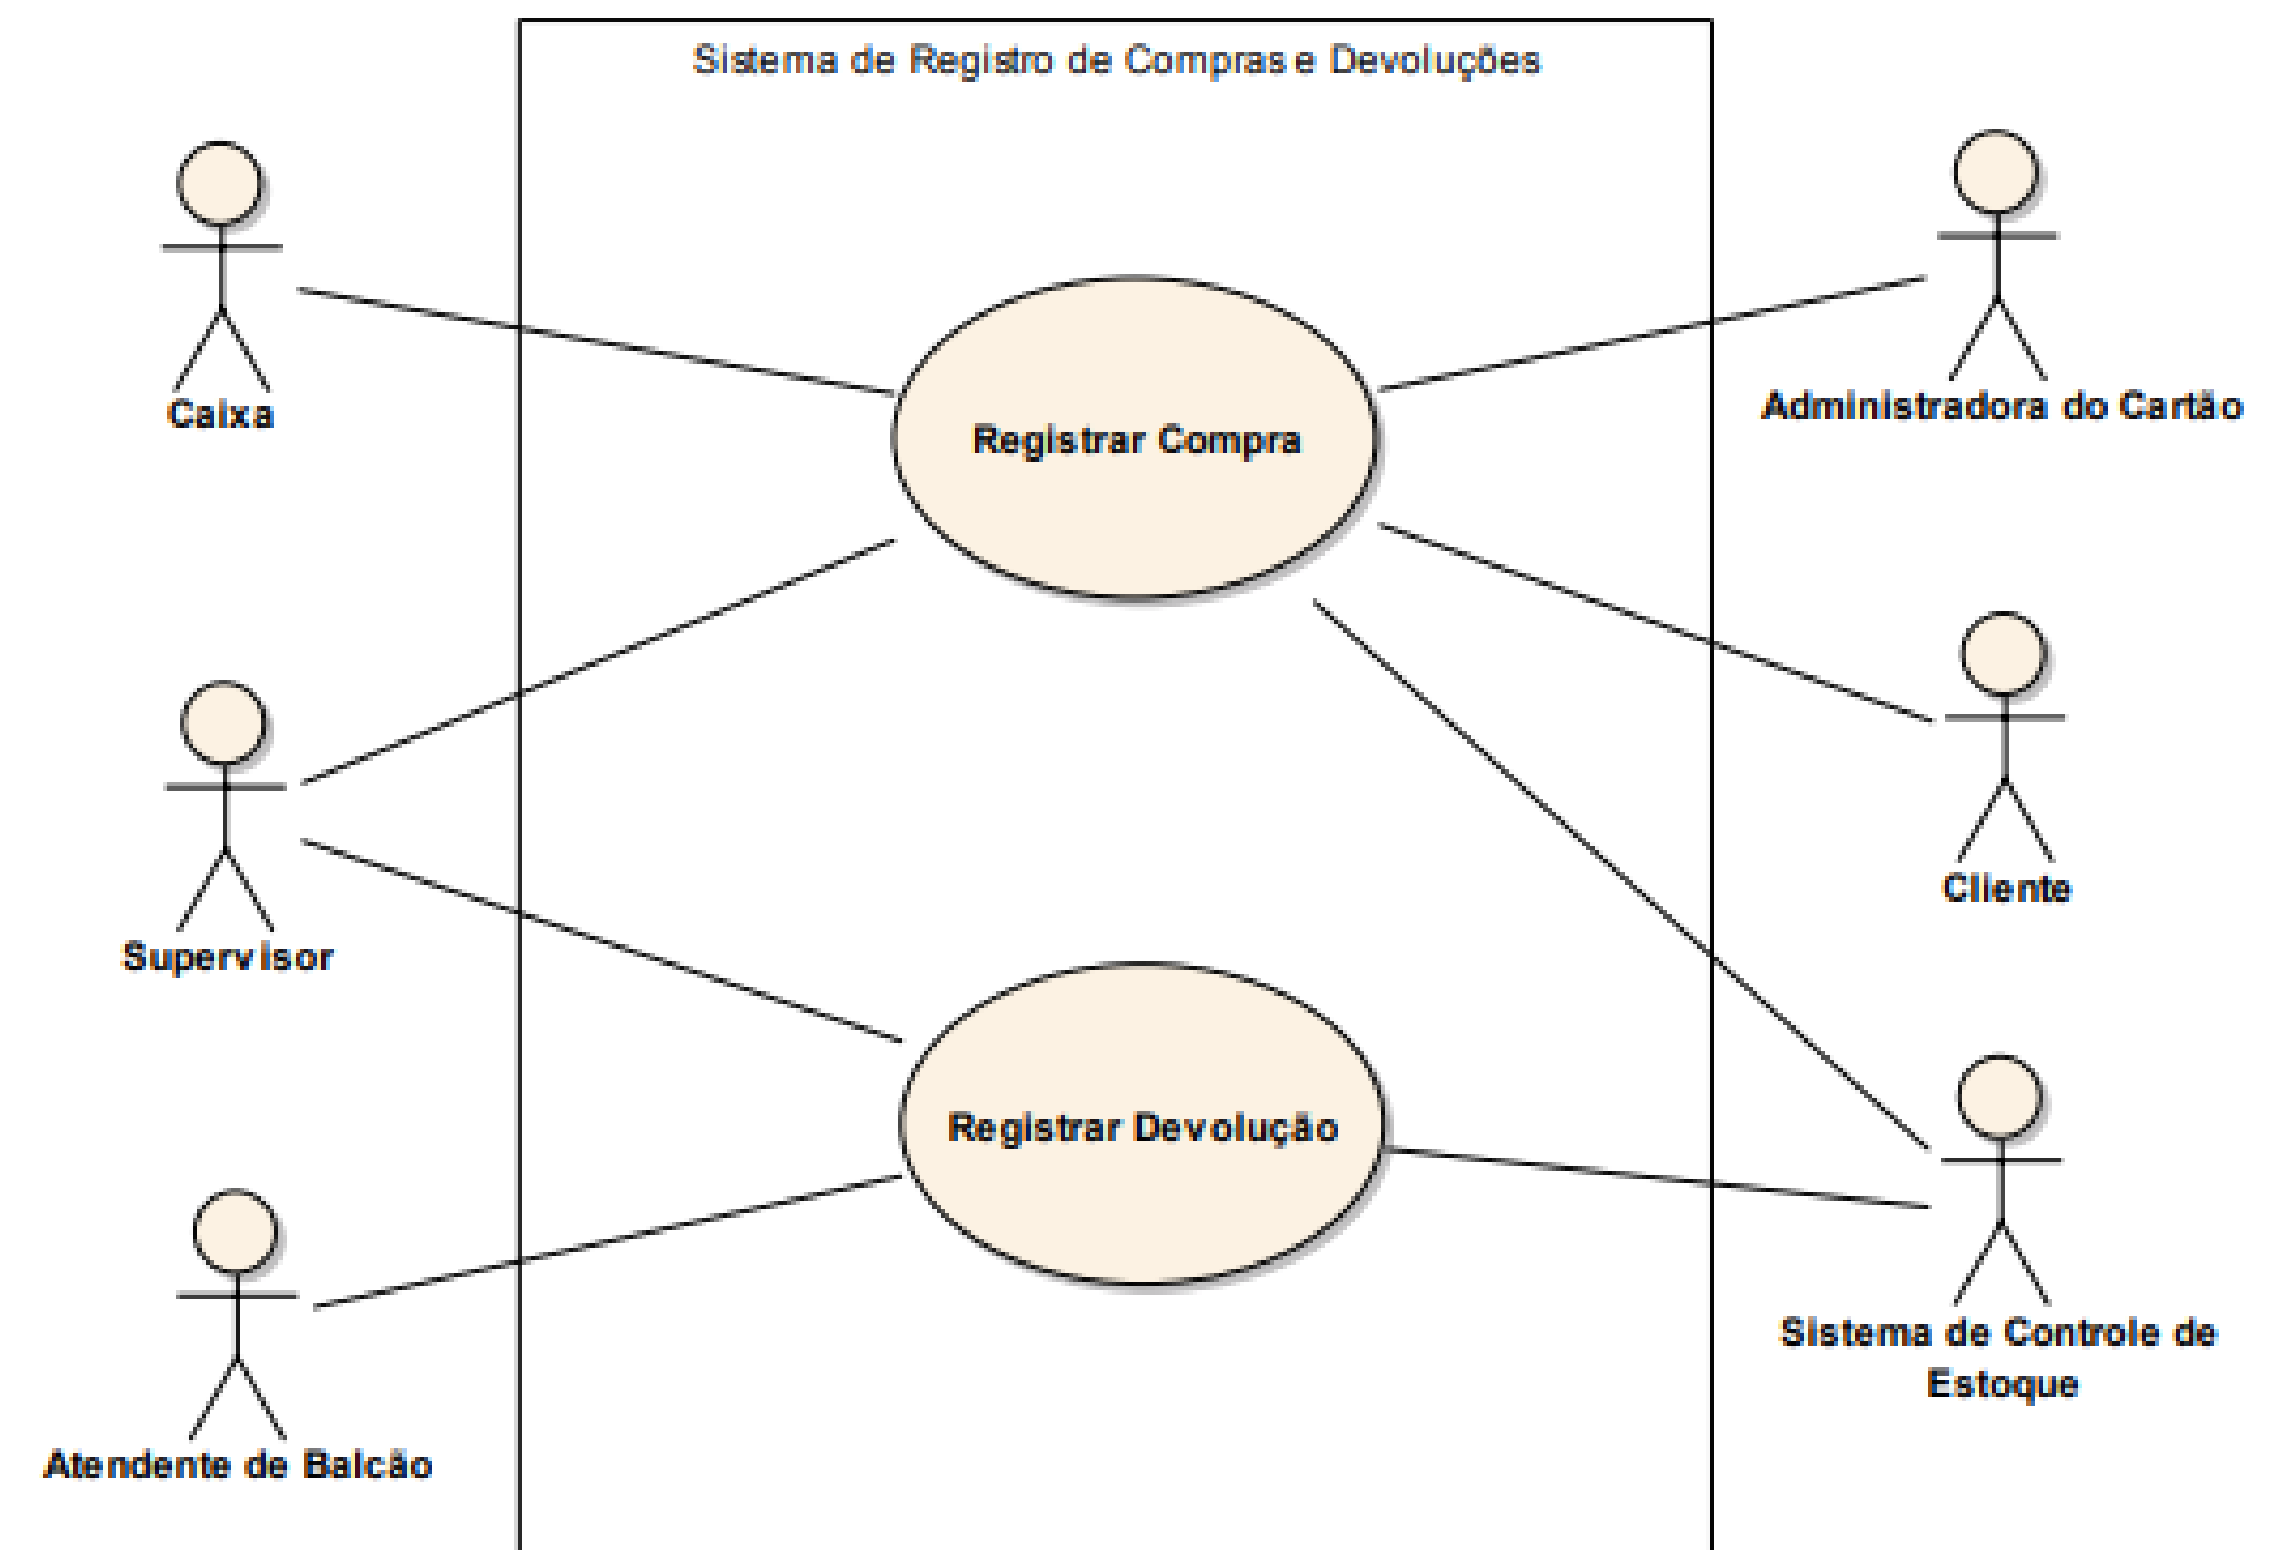 Sistema de Registro de Compras e Devoluções
Caixa
Administradora do Cartão
Registrar Compra
Supervisor
Cliente
Registrar Devolução
Sistema de Controle de
Estoque
Atendente de Balcão